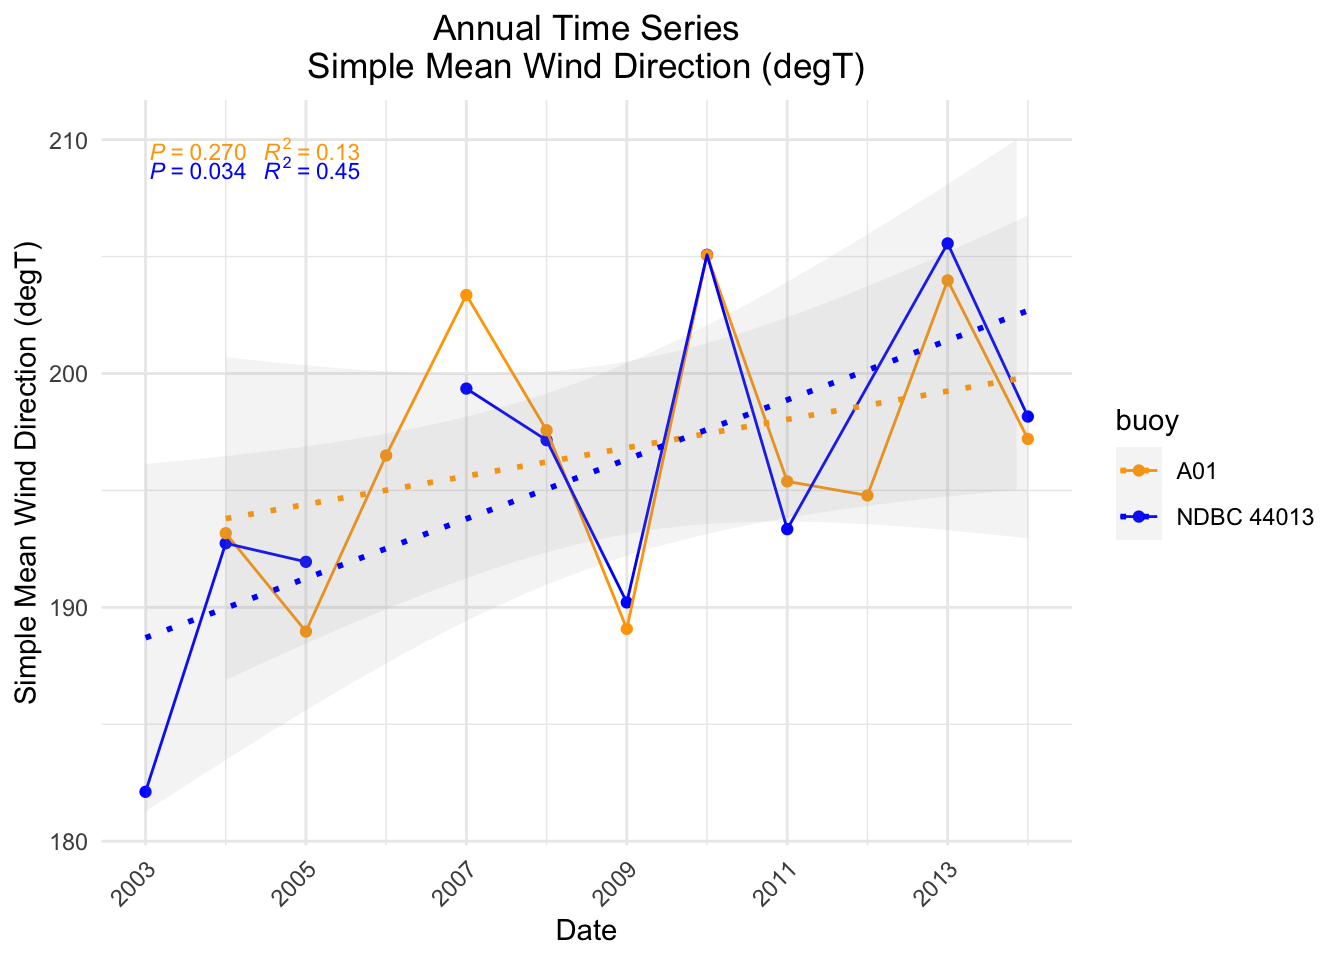 Annual Time Series
Simple Mean Wind Direction (degT)
P = 0.270 R² = 0.13
P = 0.034 R² = 0.45
210
200
190
180
Simple Mean Wind Direction (degT)
2003
2005
2007
2009
2011
2013
Date
buoy
A01
NDBC 44013